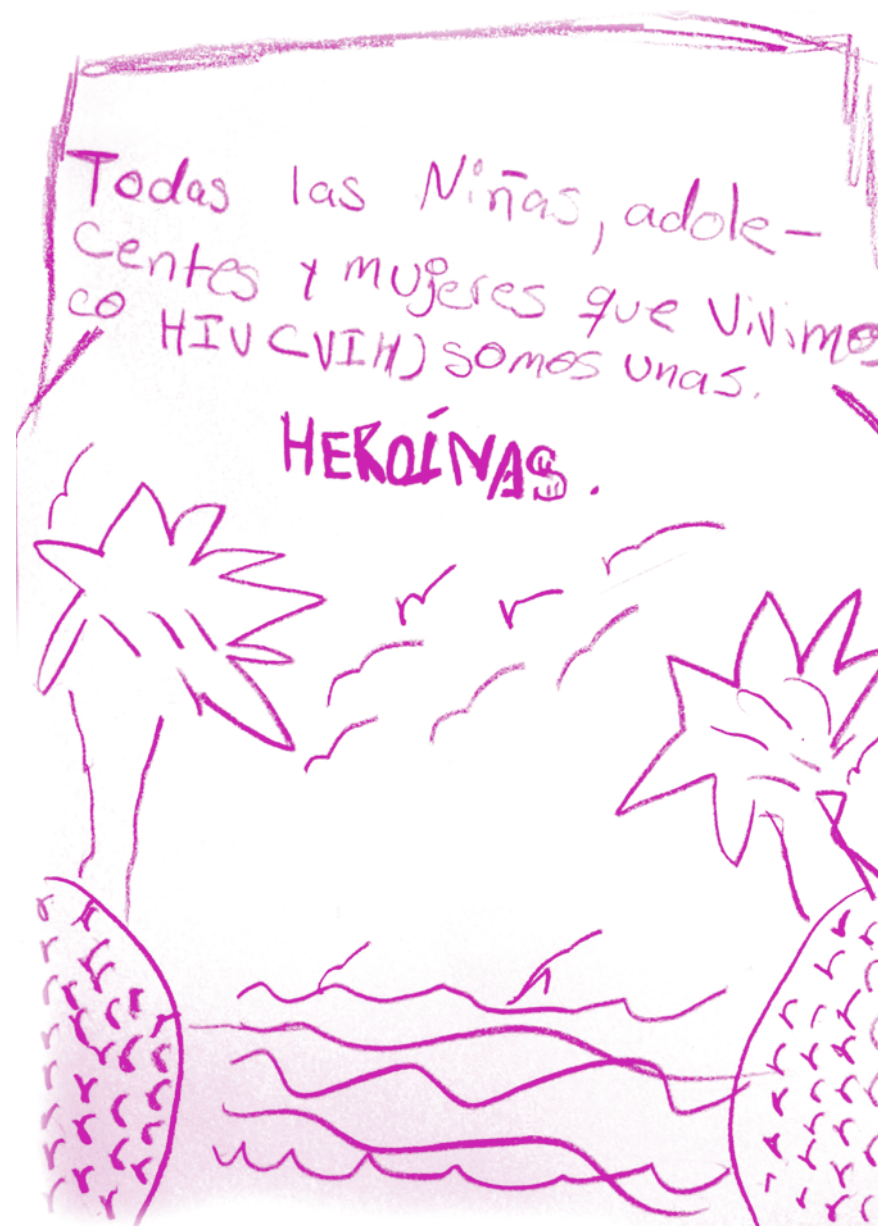 Todas las Niñas, adole-
centes y mujeres que Vivimos
co HIV (VIH) somos unas.
HEROÍNAS.